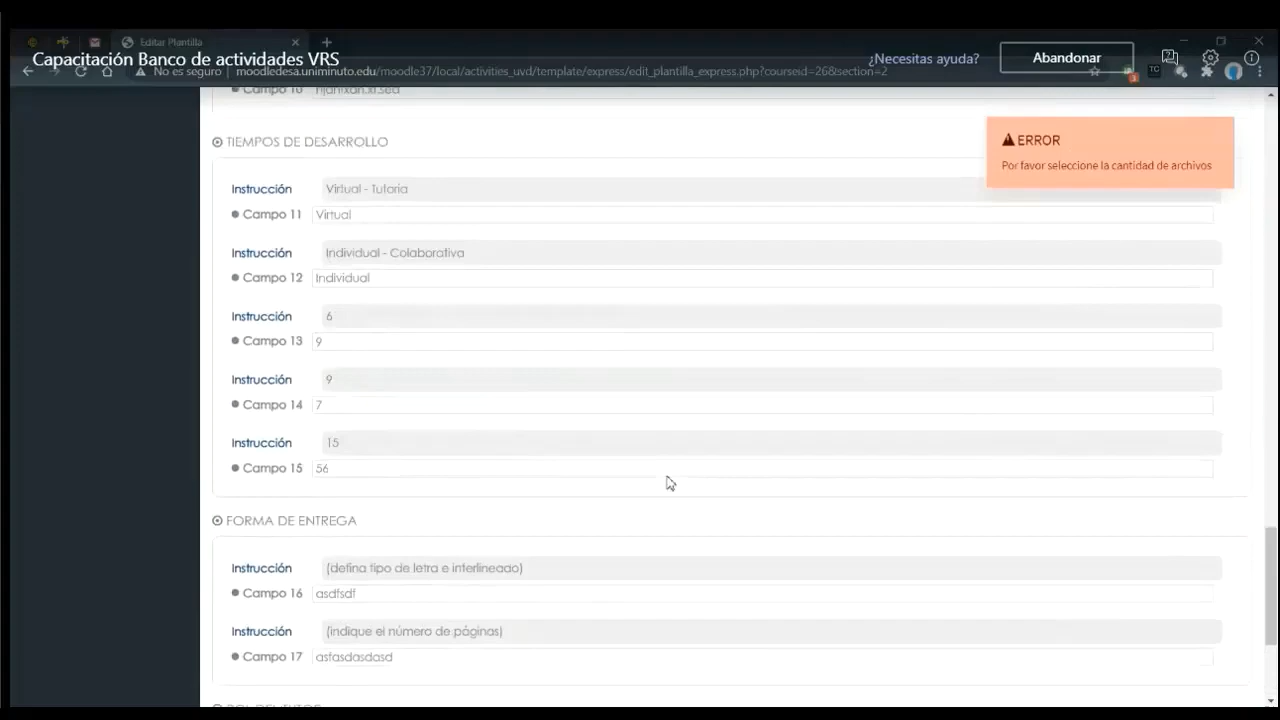 Editar Plantilla
Capacitación Banco de actividades VRS
¿Necesitas ayuda?
Abandonar
No es seguro moodledesa.uniminuto.edu/moodle37/local/activities_uvd/template/express/edit_plantilla_express.php?courseid=268&section=2
TC
Campo 10
ERROR
Por favor seleccione la cantidad de archivos
TIEMPOS DE DESARROLLO
Instrucción Virtual - Tutoria
Campo 11 Virtual
Instrucción Individual - Colaborativa
Campo 12 Individual
Instrucción 6
Campo 13 9
Instrucción 9
Campo 14 7
Instrucción 15
Campo 15 56
FORMA DE ENTREGA
Instrucción (defina tipo de letra e interlineado)
Campo 16 asdfsdf
Instrucción (indique el número de páginas)
Campo 17 asfasdasdasd